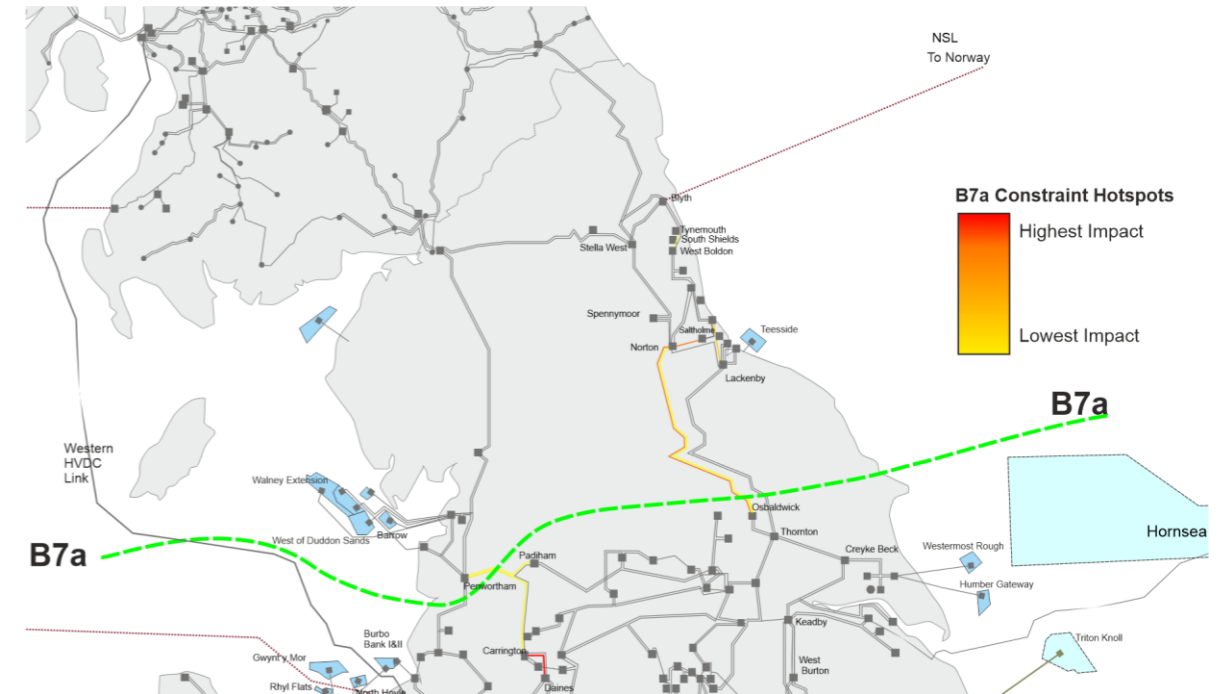 NSL
To Norway
Blyth
Tynemouth
South Shields
West Boldon
Stella West
B7a Constraint Hotspots
Highest Impact
Lowest Impact
Spennymoor
Saltholme
Teesside
Norton
Lackenby
B7a
Western
HVDC
Link
Walney Extension
Osbaldwick
Hornsea
West of Duddon Sands
Barrow
Thornton
B7a
Padiham
Creyke Beck
Westermost Rough
Penwortham
Humber Gateway
Keadby
Burbo
Bank I&II
Triton Knoll
Gwynt y Mor
Carrington
West
Burton
Rhyl Flats
North Hoyle
Daines